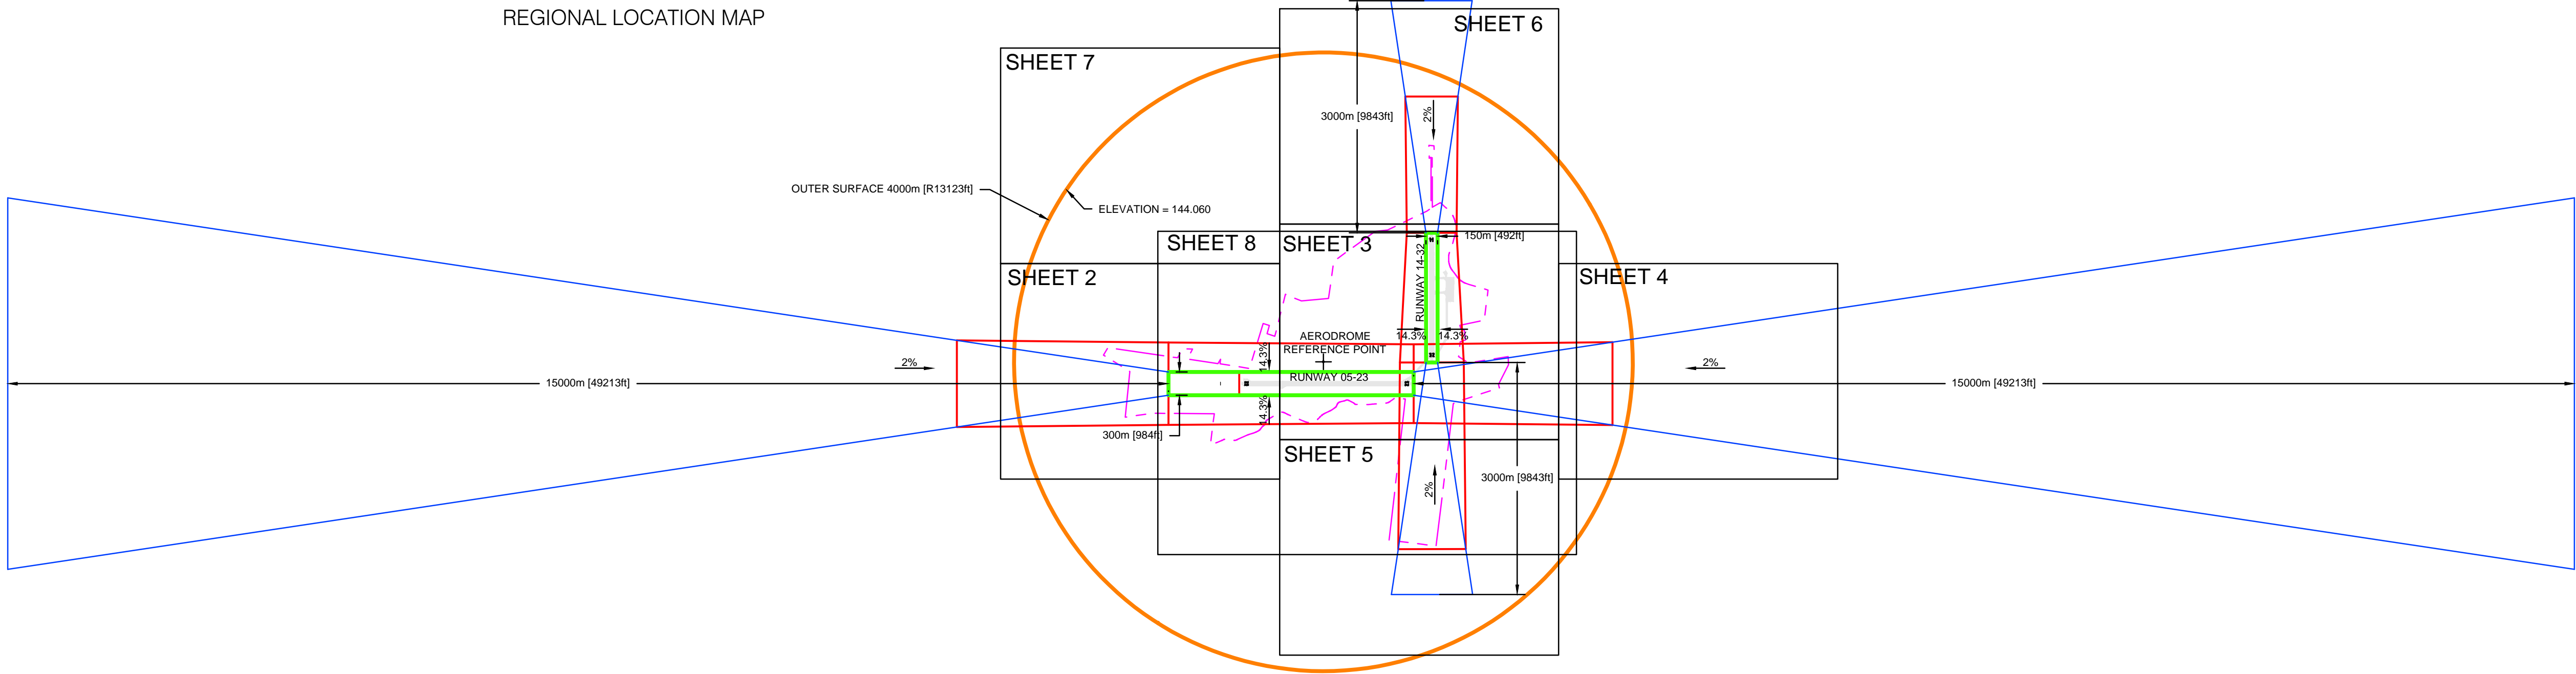 REGIONAL LOCATION MAP
SHEET 6
SHEET 7
3000m [9843ft]
2%
OUTER SURFACE 4000m [R13123ft]
ELEVATION = 144.060
SHEET 8
SHEET 3
150m [492ft]
RUNWAY 14-32
SHEET 2
SHEET 4
AERODROME
REFERENCE POINT
14.3%
14.3%
14.3%
2%
2%
RUNWAY 05-23
15000m [49213ft]
15000m [49213ft]
14.3%
300m [984ft]
SHEET 5
3000m [9843ft]
2%